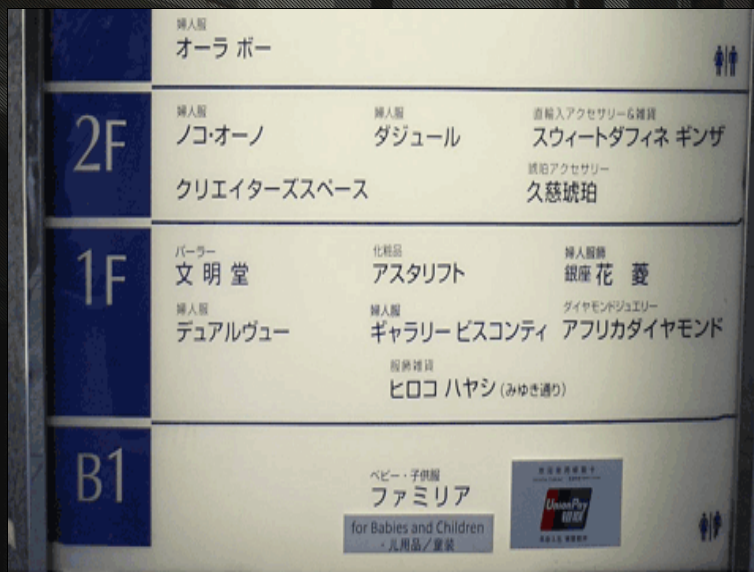 婦人服
オーラ ボー
2F
婦人服 婦人服 直輸入アクセサリー&雑貨
ノコ・オーノ ダジュール スウィートダフィネ ギンザ
琥珀アクセサリー
クリエイターズスペース 久慈琥珀
1F
パーラー 化粧品 婦人服飾
文明堂 アスタリフト 銀座 花菱
婦人服 婦人服 ダイヤモンドジュエリー
デュアルヴュー ギャラリー ビスコンティ アフリカダイヤモンド
服飾雑貨
ヒロコ ハヤシ(みゆき通り)
B1
ベビー・子供服
ファミリア
for Babies and Children
・儿用品/童装
UnionPay
银联